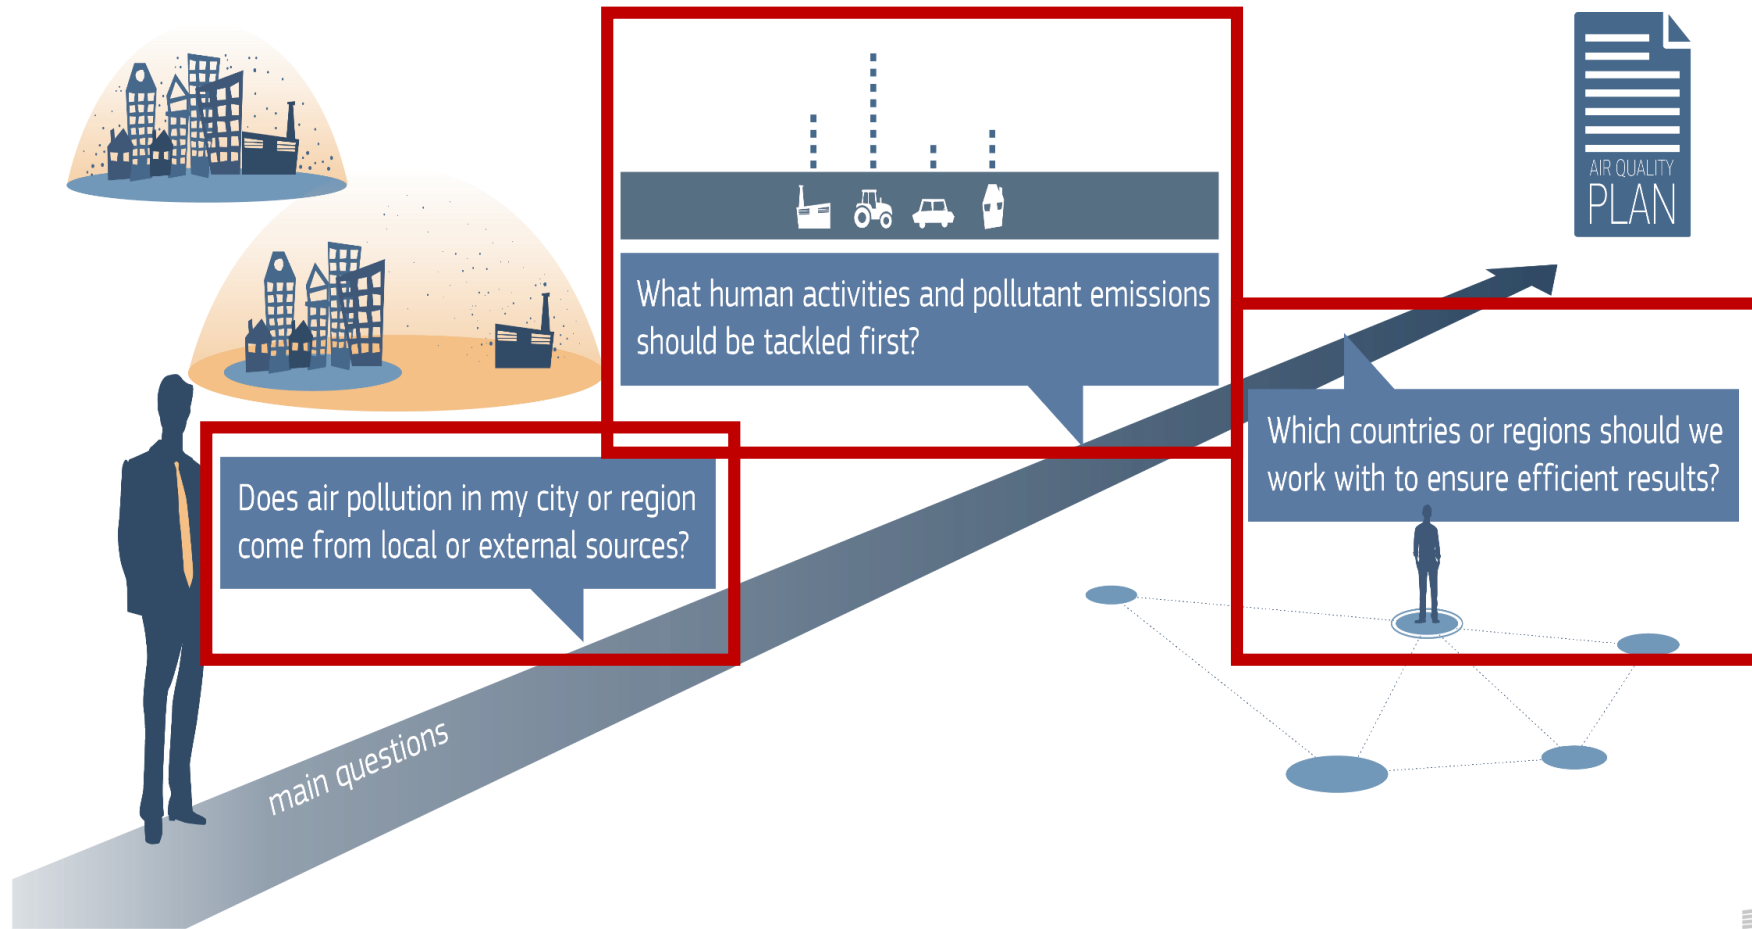 AIR QUALITY
PLAN
What human activities and pollutant emissions
should be tackled first?
Which countries or regions should we
work with to ensure efficient results?
Does air pollution in my city or region
come from local or external sources?
main questions